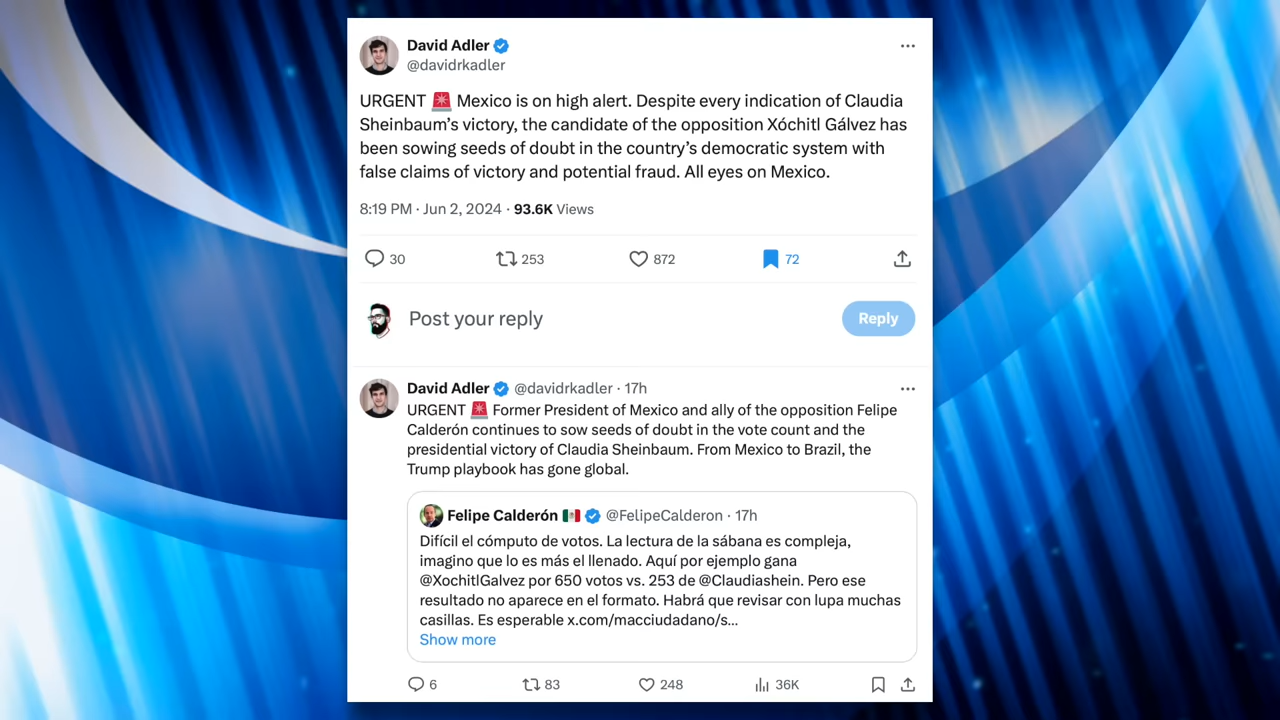 David Adler
@davidrkadler
URGENT 🚨 Mexico is on high alert. Despite every indication of Claudia
Sheinbaum's victory, the candidate of the opposition Xóchitl Gálvez has
been sowing seeds of doubt in the country's democratic system with
false claims of victory and potential fraud. All eyes on Mexico.
8:19 PM · Jun 2, 2024 · 93.6K Views
30 253 872 72
Post your reply
Reply
David Adler @davidrkadler · 17h
URGENT 🚨 Former President of Mexico and ally of the opposition Felipe
Calderón continues to sow seeds of doubt in the vote count and the
presidential victory of Claudia Sheinbaum. From Mexico to Brazil, the
Trump playbook has gone global.
Felipe Calderón 🇲🇽 @FelipeCalderon · 17h
Difícil el cómputo de votos. La lectura de la sábana es compleja,
imagino que lo es más el llenado. Aquí por ejemplo gana
@XochitlGalvez por 650 votos vs. 253 de @Claudiashein. Pero ese
resultado no aparece en el formato. Habrá que revisar con lupa muchas
casillas. Es esperable x.com/macciudadano/s...
Show more
6 83 248 36K